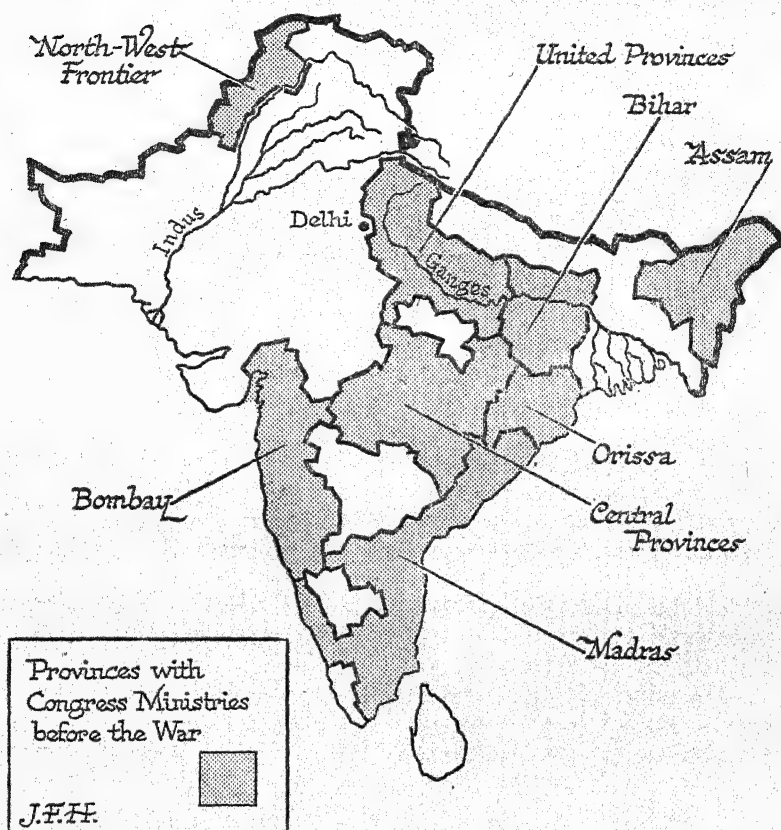 North-West
Frontier
United Provinces
Bihar
Assam
Indus
Delhi
Ganges
Orissa
Bombay
Central
Provinces
Madras
Provinces with
Congress Ministries
before the War
J.F.H.